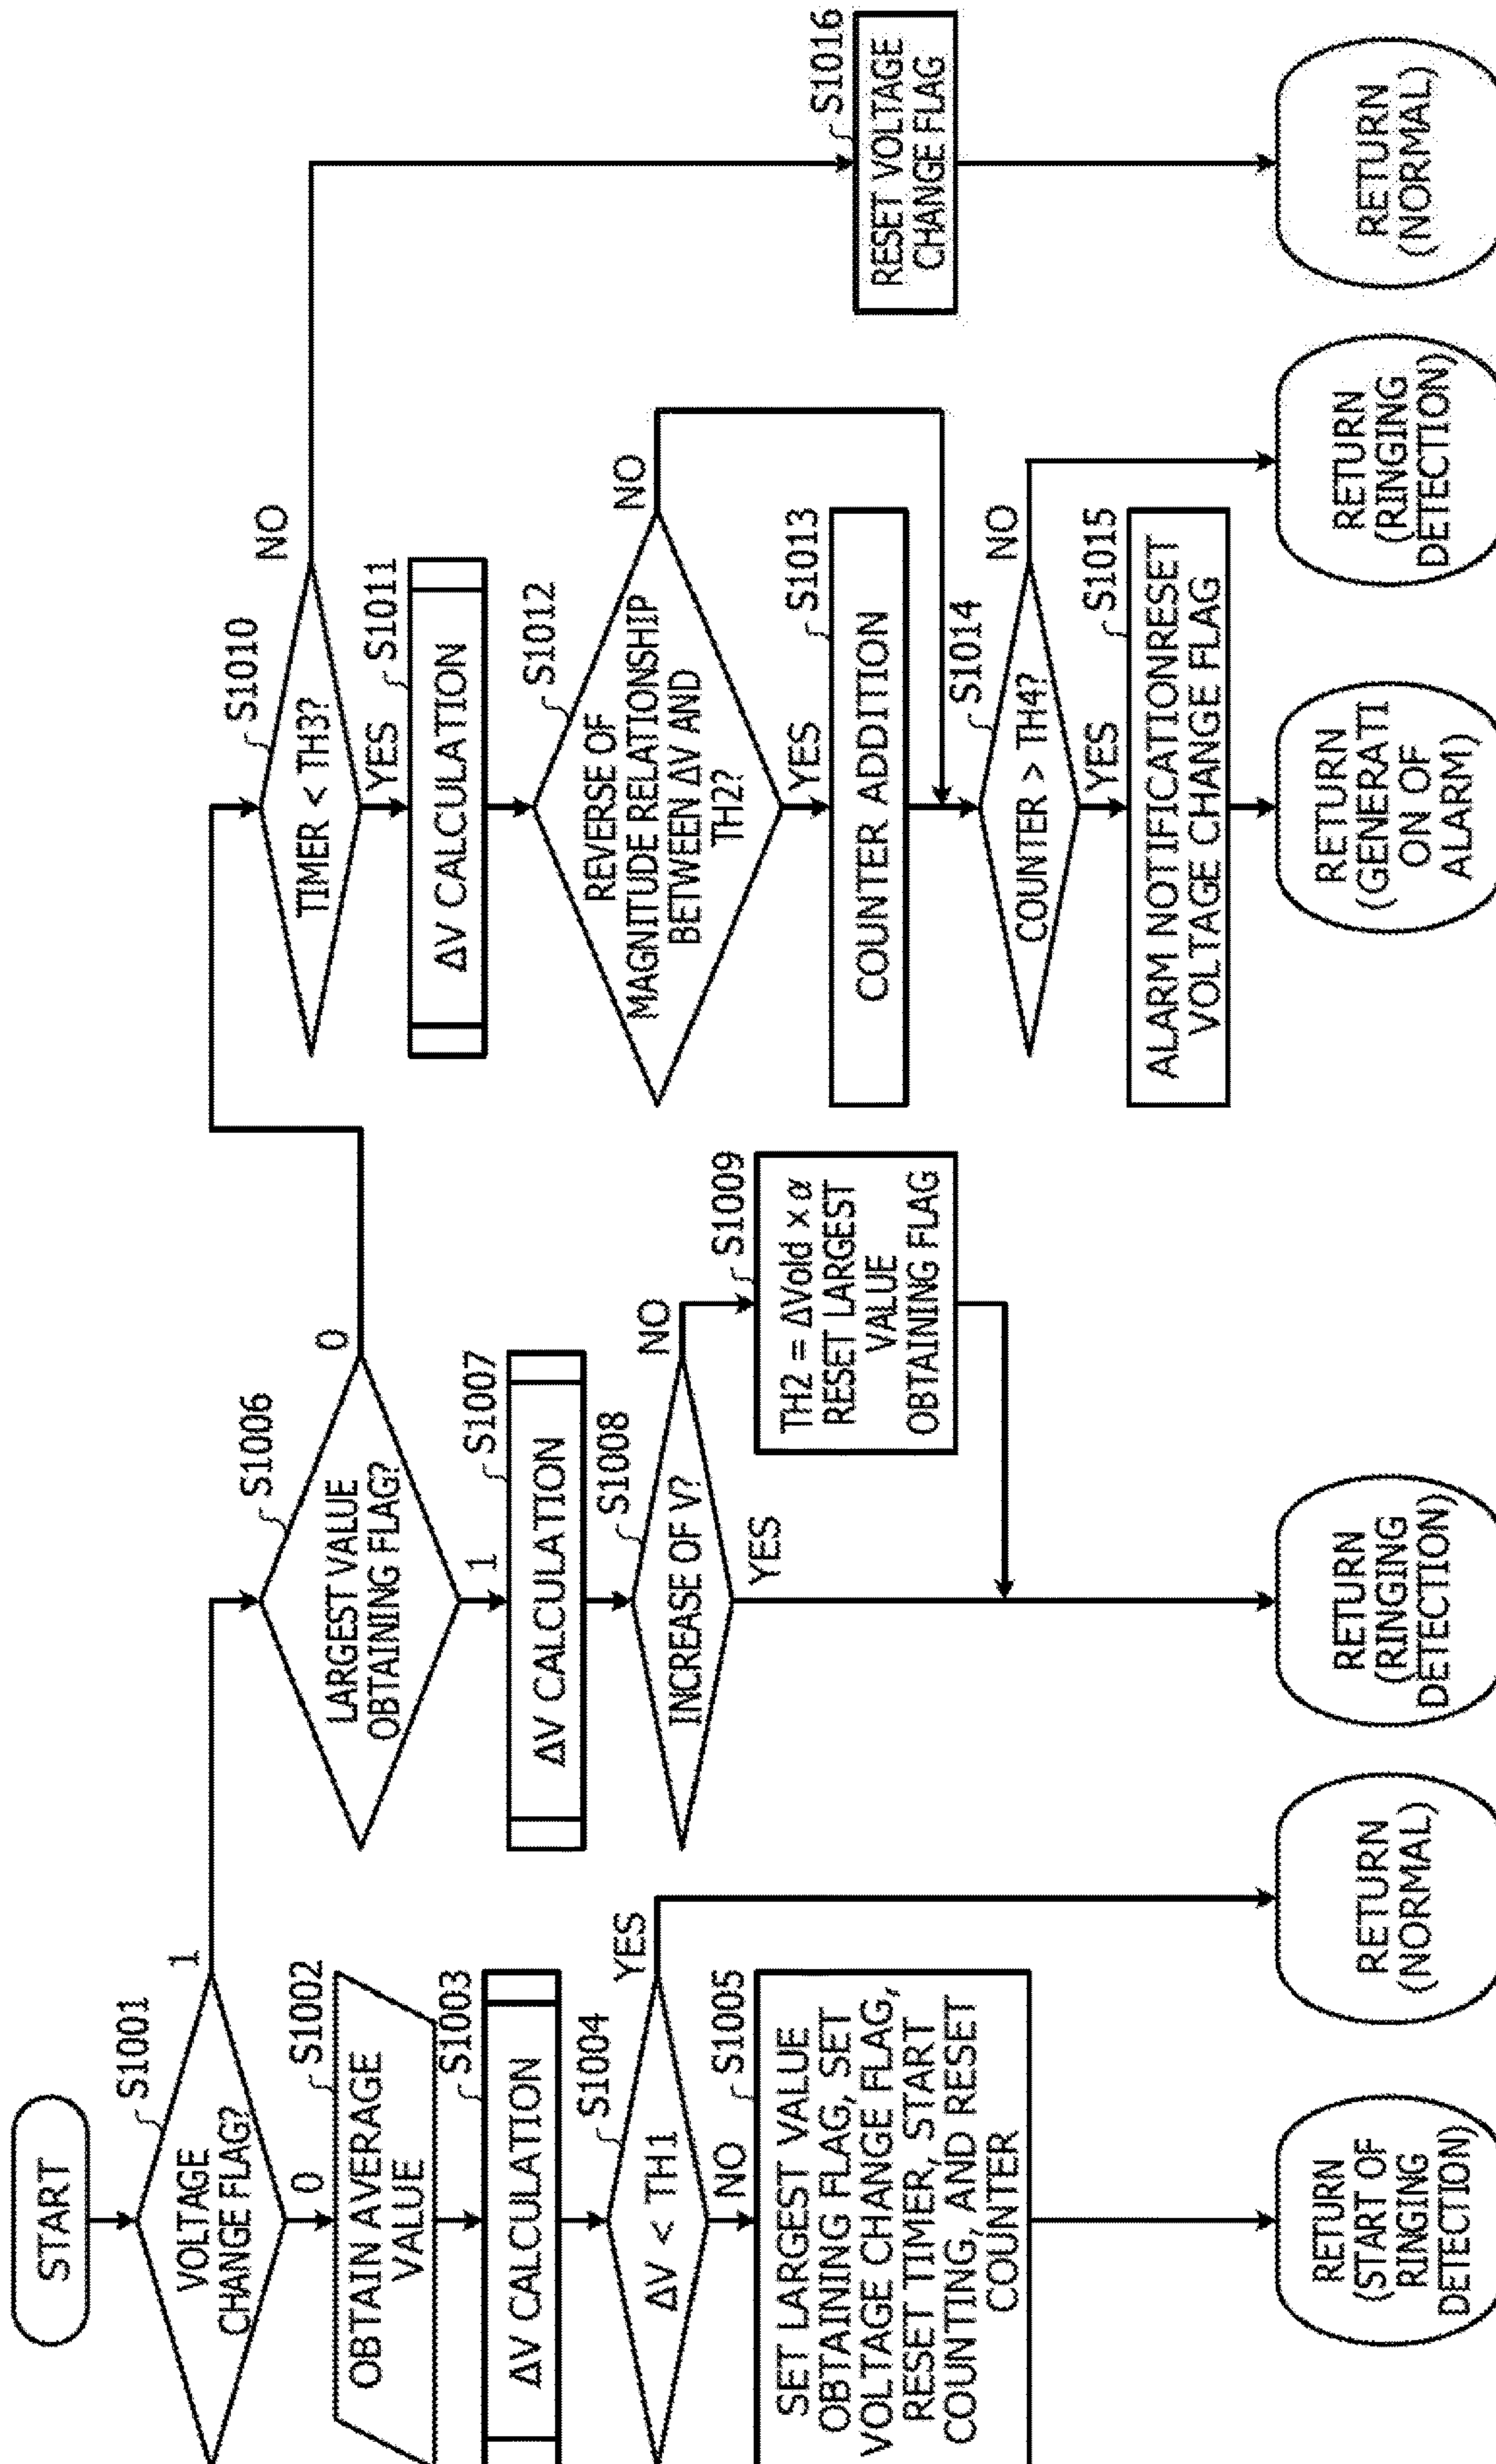 START
S1001
VOLTAGE
CHANGE FLAG?
1
0
S1002
OBTAIN AVERAGE
VALUE
S1003
ΔV CALCULATION
S1004
ΔV < TH1
YES
NO
S1005
SET LARGEST VALUE
OBTAINING FLAG, SET
VOLTAGE CHANGE FLAG,
RESET TIMER, START
COUNTING, AND RESET
COUNTER
RETURN
(START OF
RINGING
DETECTION)
RETURN
(NORMAL)
S1006
LARGEST VALUE
OBTAINING FLAG?
0
1
S1007
ΔV CALCULATION
S1008
INCREASE OF V?
NO
YES
S1009
TH2 = ΔVold × α
RESET LARGEST
VALUE
OBTAINING FLAG
RETURN
(RINGING
DETECTION)
S1010
TIMER < TH3?
NO
YES
S1011
ΔV CALCULATION
S1012
REVERSE OF
MAGNITUDE RELATIONSHIP
BETWEEN ΔV AND
TH2?
NO
YES
S1013
COUNTER ADDITION
S1014
COUNTER > TH4?
NO
YES
S1015
ALARM NOTIFICATIONRESET
VOLTAGE CHANGE FLAG
RETURN
(GENERATI
ON OF
ALARM)
RETURN
(RINGING
DETECTION)
S1016
RESET VOLTAGE
CHANGE FLAG
RETURN
(NORMAL)